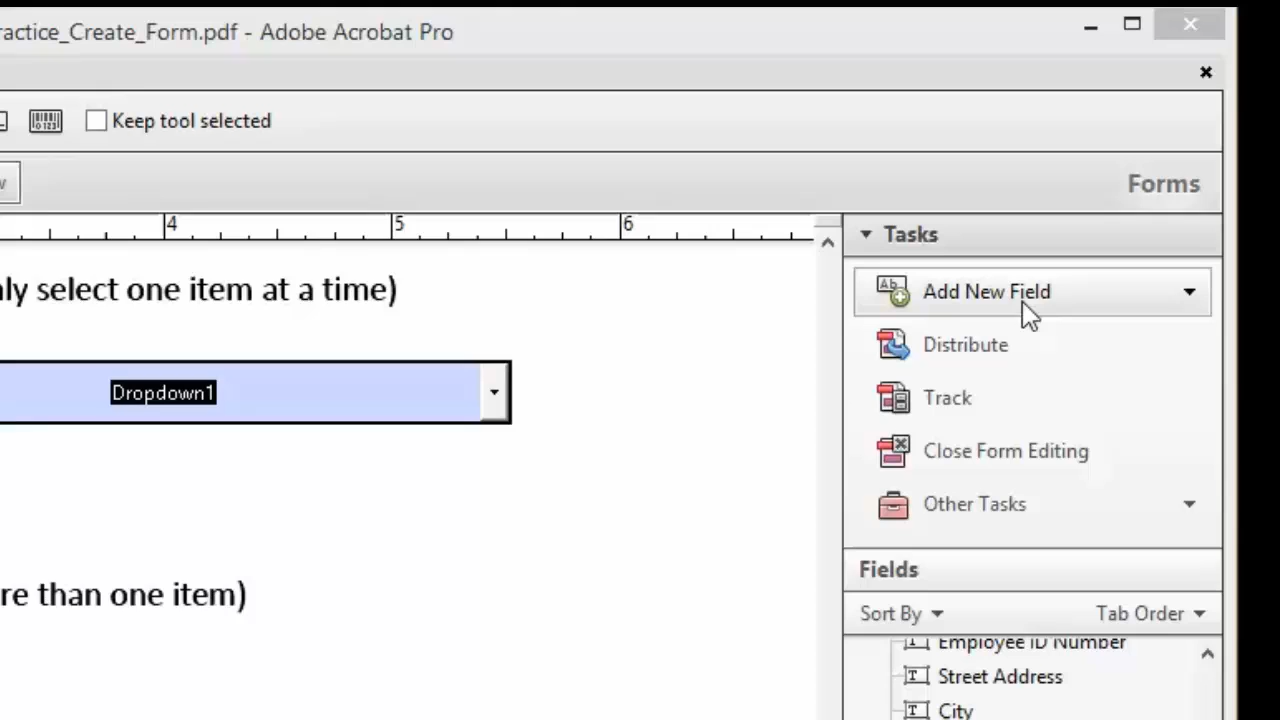 ractice_Create_Form.pdf - Adobe Acrobat Pro
Keep tool selected
Forms
4 5 6
Tasks
nly select one item at a time)
Add New Field
Distribute
Dropdown1
Track
Close Form Editing
Other Tasks
Fields
re than one item)
Sort By Tab Order
Employee ID Number
Street Address
City